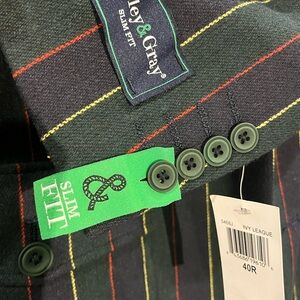 ley & Gray®
SLIM FIT
SLIM
FIT
IVY LEAGUE
40R